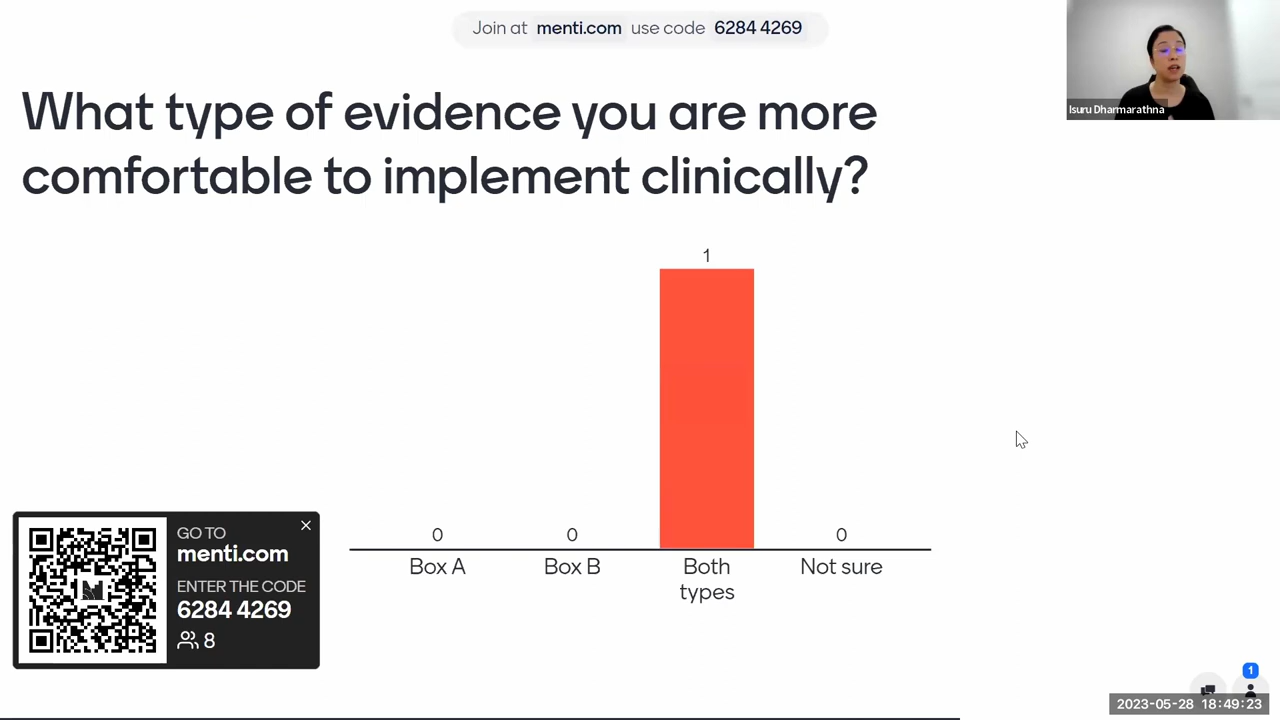 Join at menti.com use code 6284 4269
What type of evidence you are more
comfortable to implement clinically?
Isuru Dharmarathna
1
0
0
0
Box A
Box B
Both
types
Not sure
GO TO
menti.com
ENTER THE CODE
6284 4269
8
1
2023-05-28 18:49:23